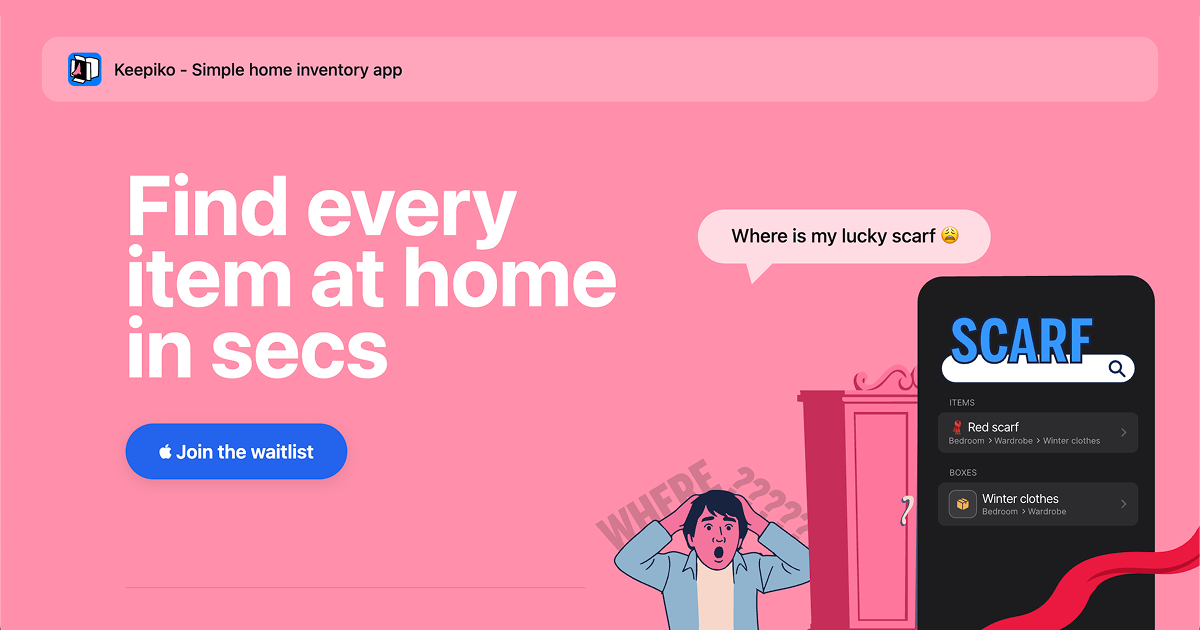 Keepiko - Simple home inventory app
Find every
item at home
in secs
Join the waitlist
Where is my lucky scarf 😩
WHERE ?????
SCARF
ITEMS
Red scarf
Bedroom > Wardrobe > Winter clothes
BOXES
Winter clothes
Bedroom > Wardrobe